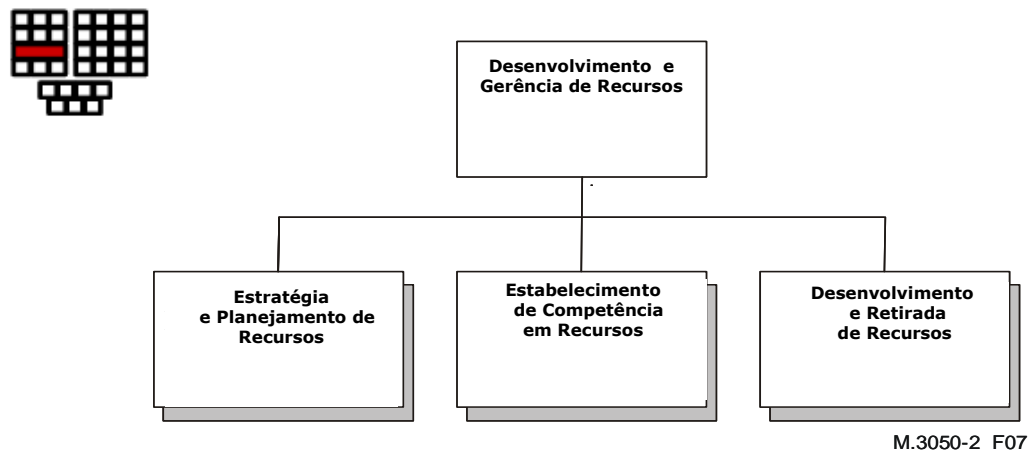 Desenvolvimento e
Gerência de Recursos
Estratégia
e Planejamento de
Recursos
Estabelecimento
de Competência
em Recursos
Desenvolvimento
e Retirada
de Recursos
M.3050-2 F07